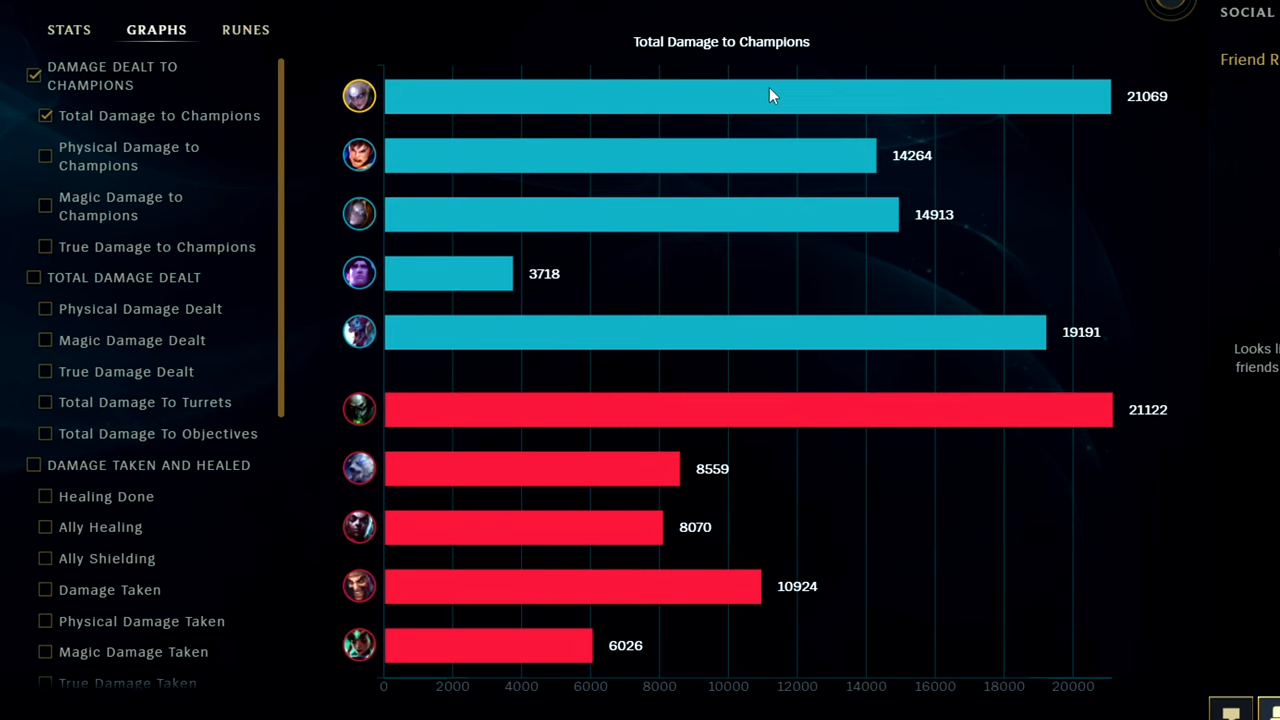 STATS GRAPHS RUNES
SOCIAL
Friend R
DAMAGE DEALT TO
CHAMPIONS
Total Damage to Champions
Physical Damage to
Champions
Magic Damage to
Champions
True Damage to Champions
TOTAL DAMAGE DEALT
Physical Damage Dealt
Magic Damage Dealt
True Damage Dealt
Total Damage To Turrets
Total Damage To Objectives
DAMAGE TAKEN AND HEALED
Healing Done
Ally Healing
Ally Shielding
Damage Taken
Physical Damage Taken
Magic Damage Taken
True Damage Taken
Total Damage to Champions
21069
14264
14913
3718
19191
21122
8559
8070
10924
6026
0 2000 4000 6000 8000 10000 12000 14000 16000 18000 20000
Looks li
friends